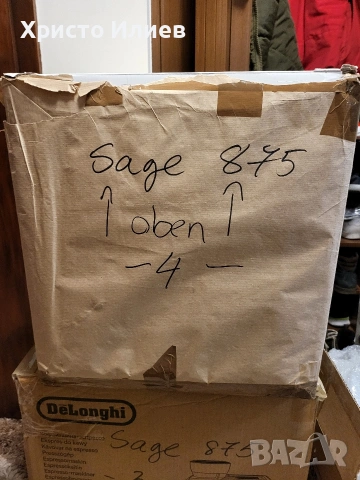 Христо Илиев
Sage 875
oben
- 4 -
DeLonghi
Sage 875
BAZAR